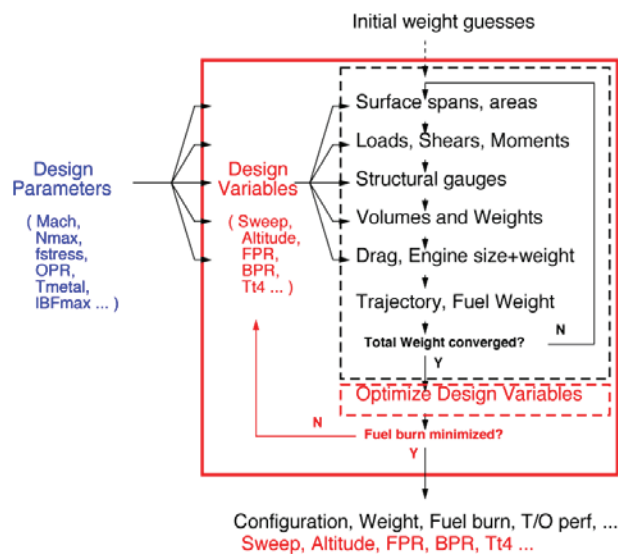 Initial weight guesses
Surface spans, areas
Loads, Shears, Moments
Structural gauges
Volumes and Weights
Drag, Engine size+weight
Trajectory, Fuel Weight
Total Weight converged?
N
Y
Design
Parameters
( Mach,
Nmax,
fstress,
OPR,
Tmetal,
lBFmax ... )
Design
Variables
( Sweep,
Altitude,
FPR,
BPR,
Tt4 ... )
Optimize Design Variables
N
Fuel burn minimized?
Y
Configuration, Weight, Fuel burn, T/O perf, ...
Sweep, Altitude, FPR, BPR, Tt4 ...